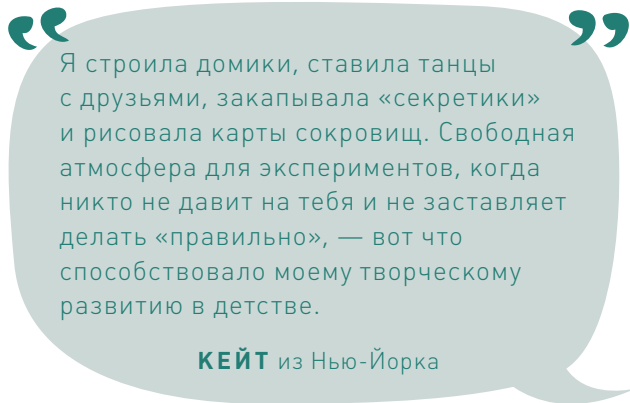 Я строила домики, ставила танцы
с друзьями, закапывала «секретики»
и рисовала карты сокровищ. Свободная
атмосфера для экспериментов, когда
никто не давит на тебя и не заставляет
делать «правильно», — вот что
способствовало моему творческому
развитию в детстве.
КЕЙТ из Нью-Йорка